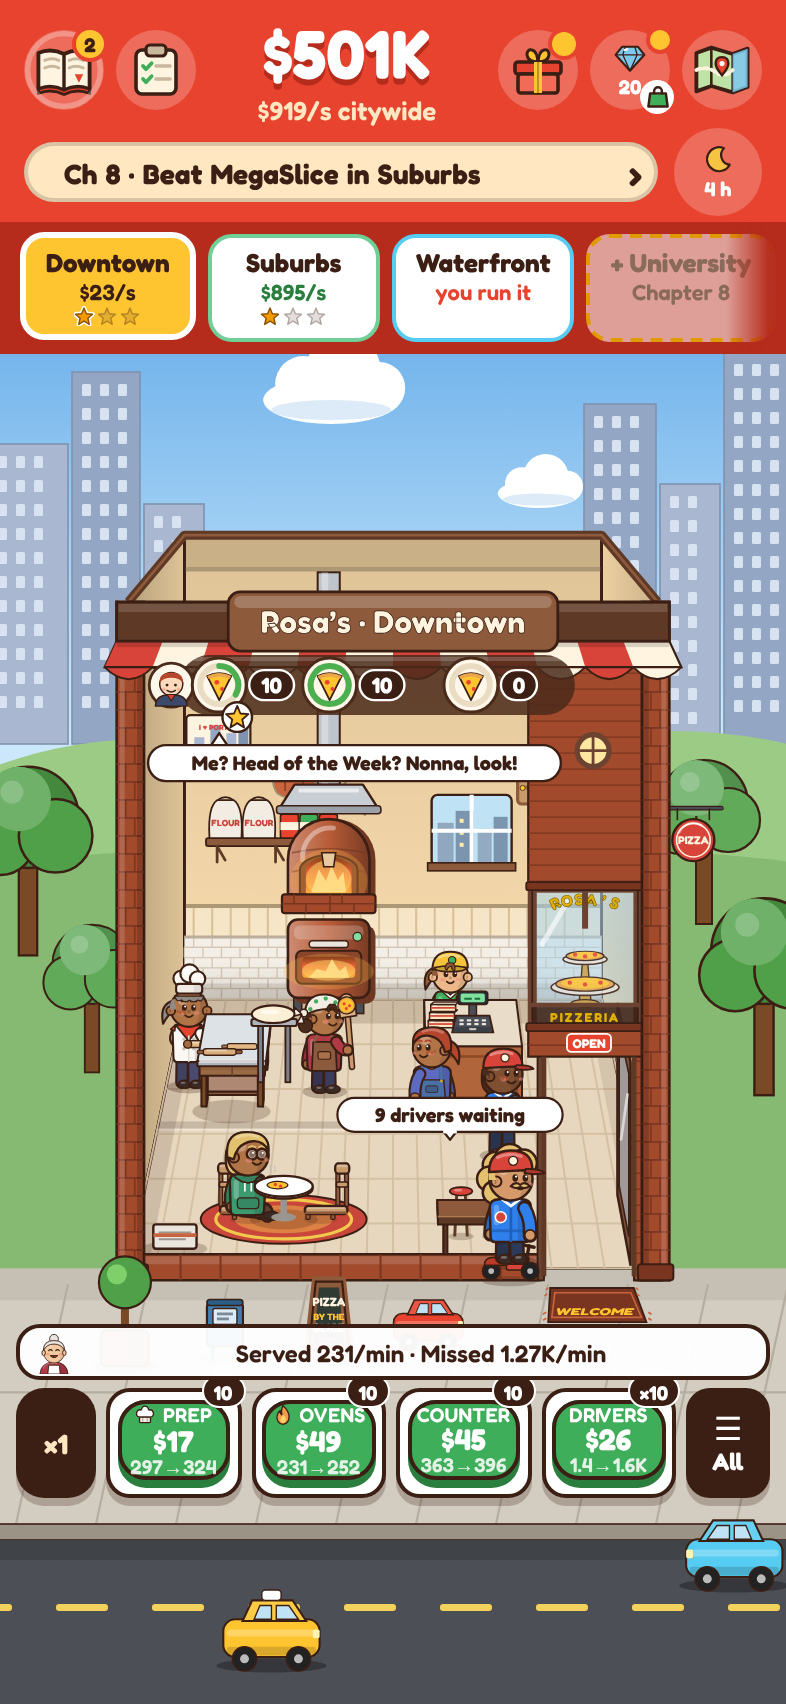 2
$501K
$919/s citywide
20
Ch 8 · Beat MegaSlice in Suburbs
4 h
Downtown
$23/s
Suburbs
$895/s
Waterfront
you run it
+ University
Chapter 8
Rosa's · Downtown
10
10
0
Me? Head of the Week? Nonna, look!
FLOUR
FLOUR
PIZZA
ROSA'S
PIZZERIA
OPEN
9 drivers waiting
PIZZA
BY THE
WELCOME
Served 231/min · Missed 1.27K/min
x1
10
PREP
$17
297→324
10
OVENS
$49
231→252
10
COUNTER
$45
363→396
x10
DRIVERS
$26
1.4→1.6K
All